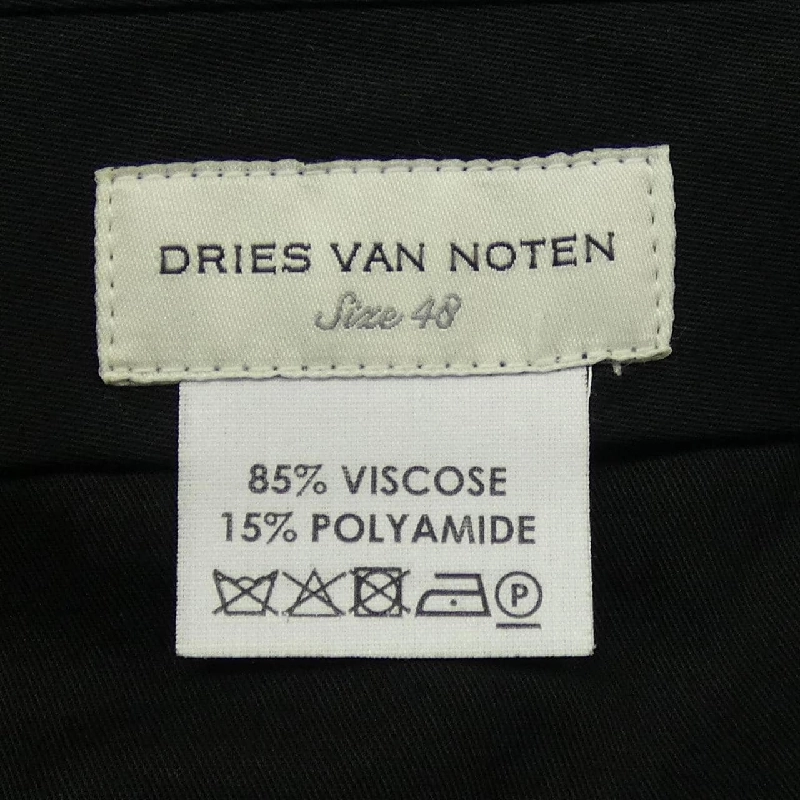 DRIES VAN NOTEN
Size 48
85% VISCOSE
15% POLYAMIDE
P